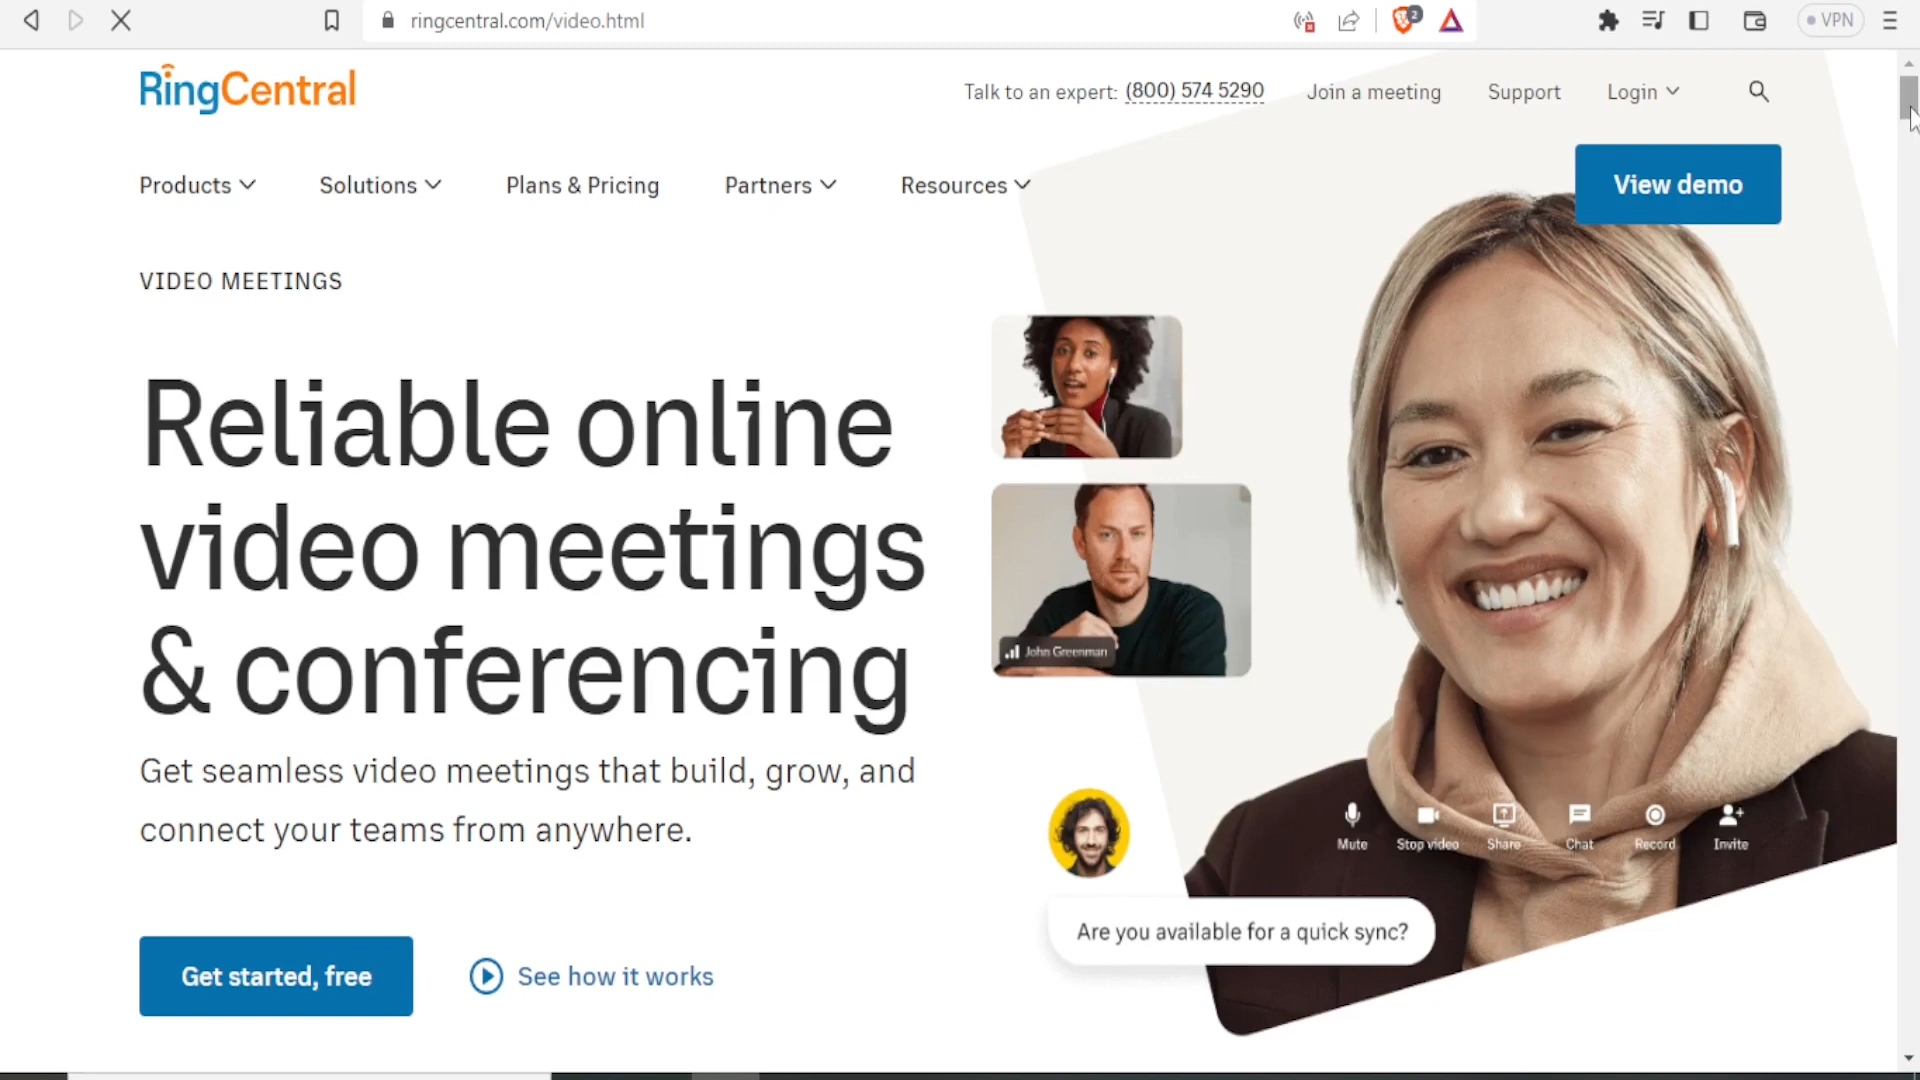 ringcentral.com/video.html
2
VPN
RingCentral
Talk to an expert: (800) 574 5290
Join a meeting
Support
Login
Products
Solutions
Plans & Pricing
Partners
Resources
View demo
VIDEO MEETINGS
Reliable online
video meetings
& conferencing
Get seamless video meetings that build, grow, and
connect your teams from anywhere.
Get started, free
See how it works
John Greenman
Mute
Stop video
Share
Chat
Record
Invite
Are you available for a quick sync?